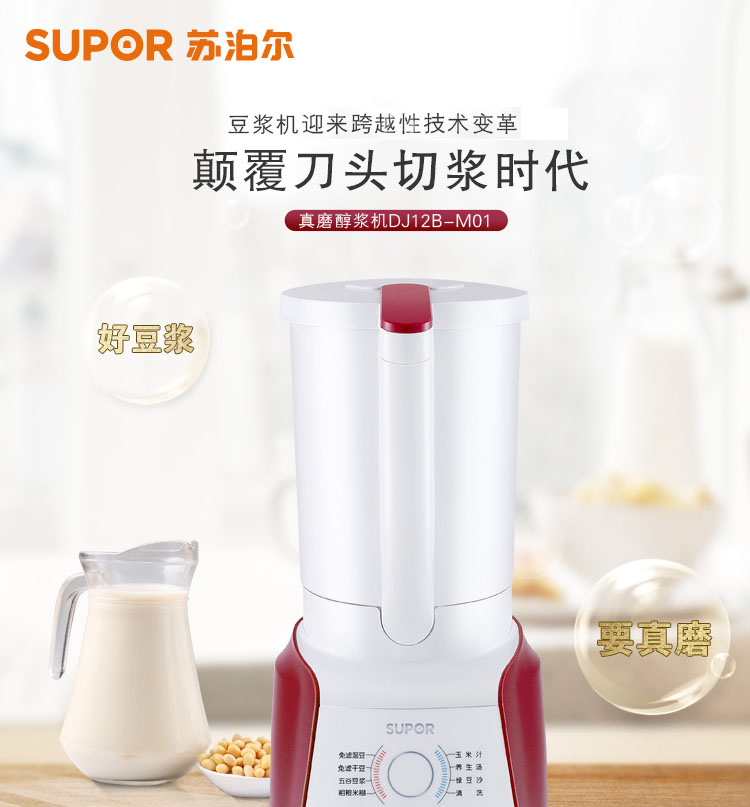 SUPOR 苏泊尔
豆浆机迎来跨越性技术变革
颠覆刀头切浆时代
真磨醇浆机DJ12B-M01
好豆浆
要真磨
SUPOR
免滤湿豆
免滤干豆
五谷豆浆
粗粮米糊
玉米汁
养生汤
绿豆沙
清洗